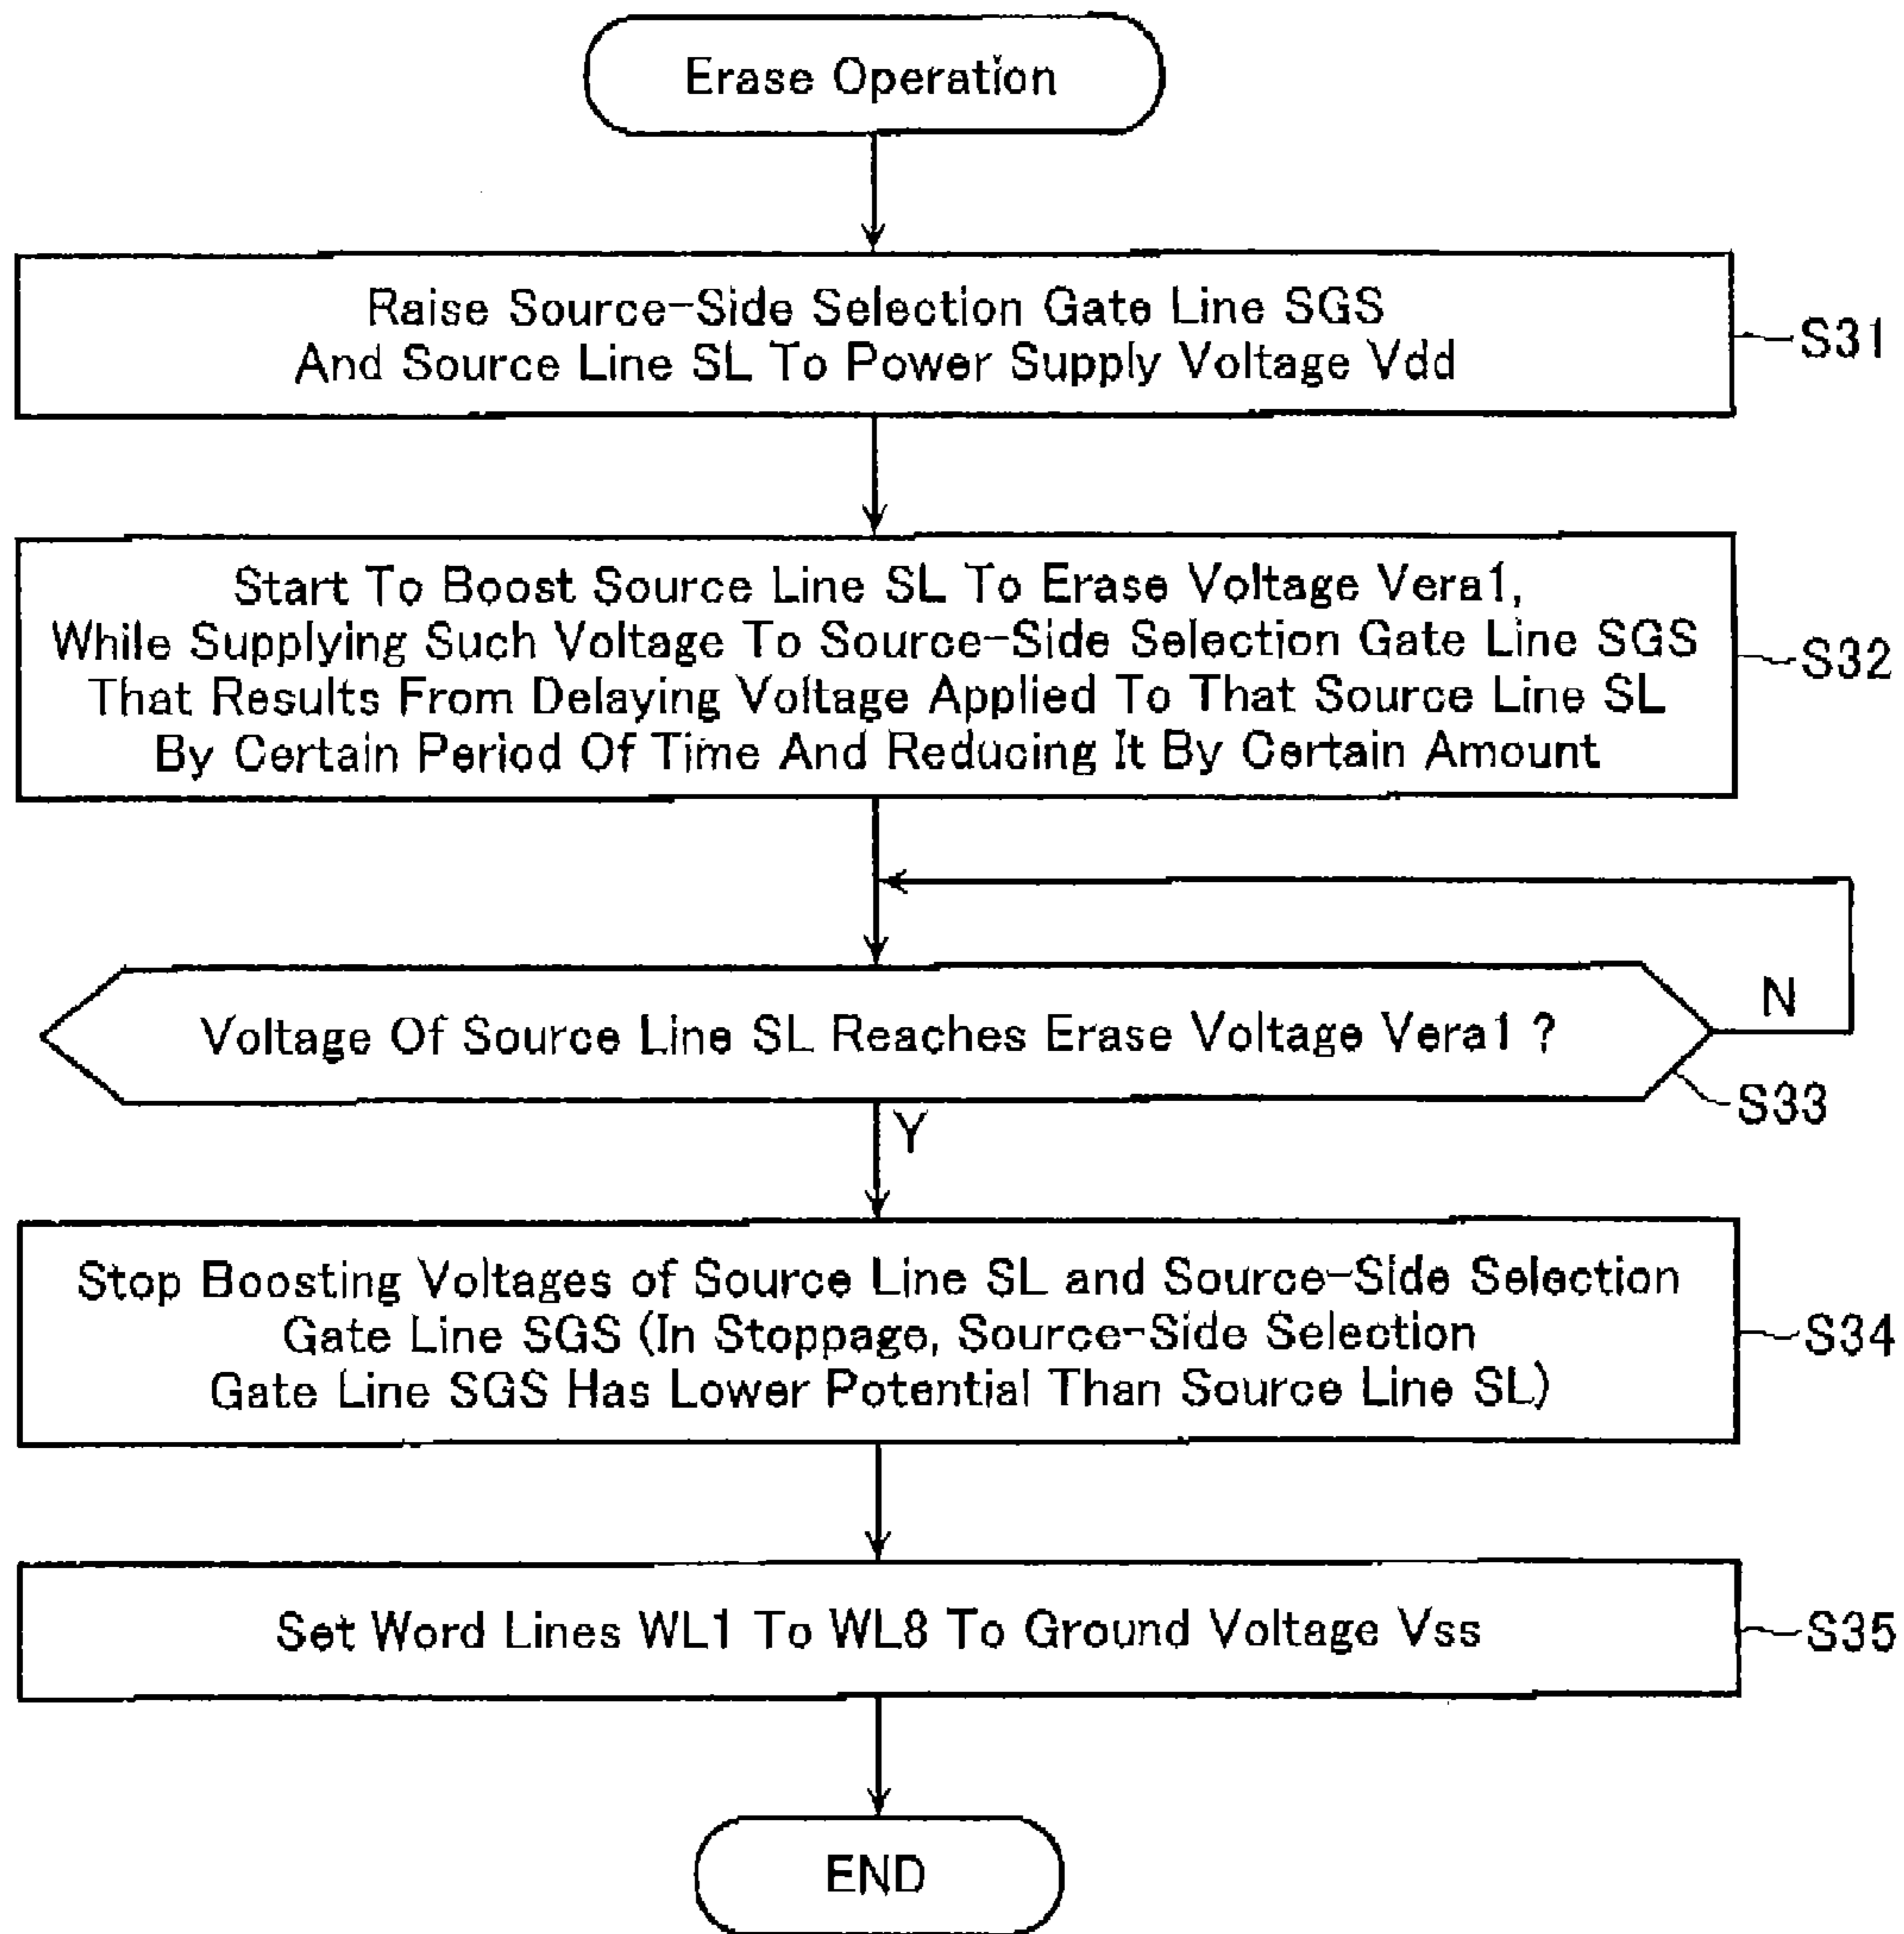 Erase Operation
Raise Source-Side Selection Gate Line SGS
And Source Line SL To Power Supply Voltage Vdd
S31
Start To Boost Source Line SL To Erase Voltage Vera1,
While Supplying Such Voltage To Source-Side Selection Gate Line SGS
That Results From Delaying Voltage Applied To That Source Line SL
By Certain Period Of Time And Reducing It By Certain Amount
S32
Voltage Of Source Line SL Reaches Erase Voltage Vera1 ?
N
S33
Y
Stop Boosting Voltages of Source Line SL and Source-Side Selection
Gate Line SGS (In Stoppage, Source-Side Selection
Gate Line SGS Has Lower Potential Than Source Line SL)
S34
Set Word Lines WL1 To WL8 To Ground Voltage Vss
S35
END